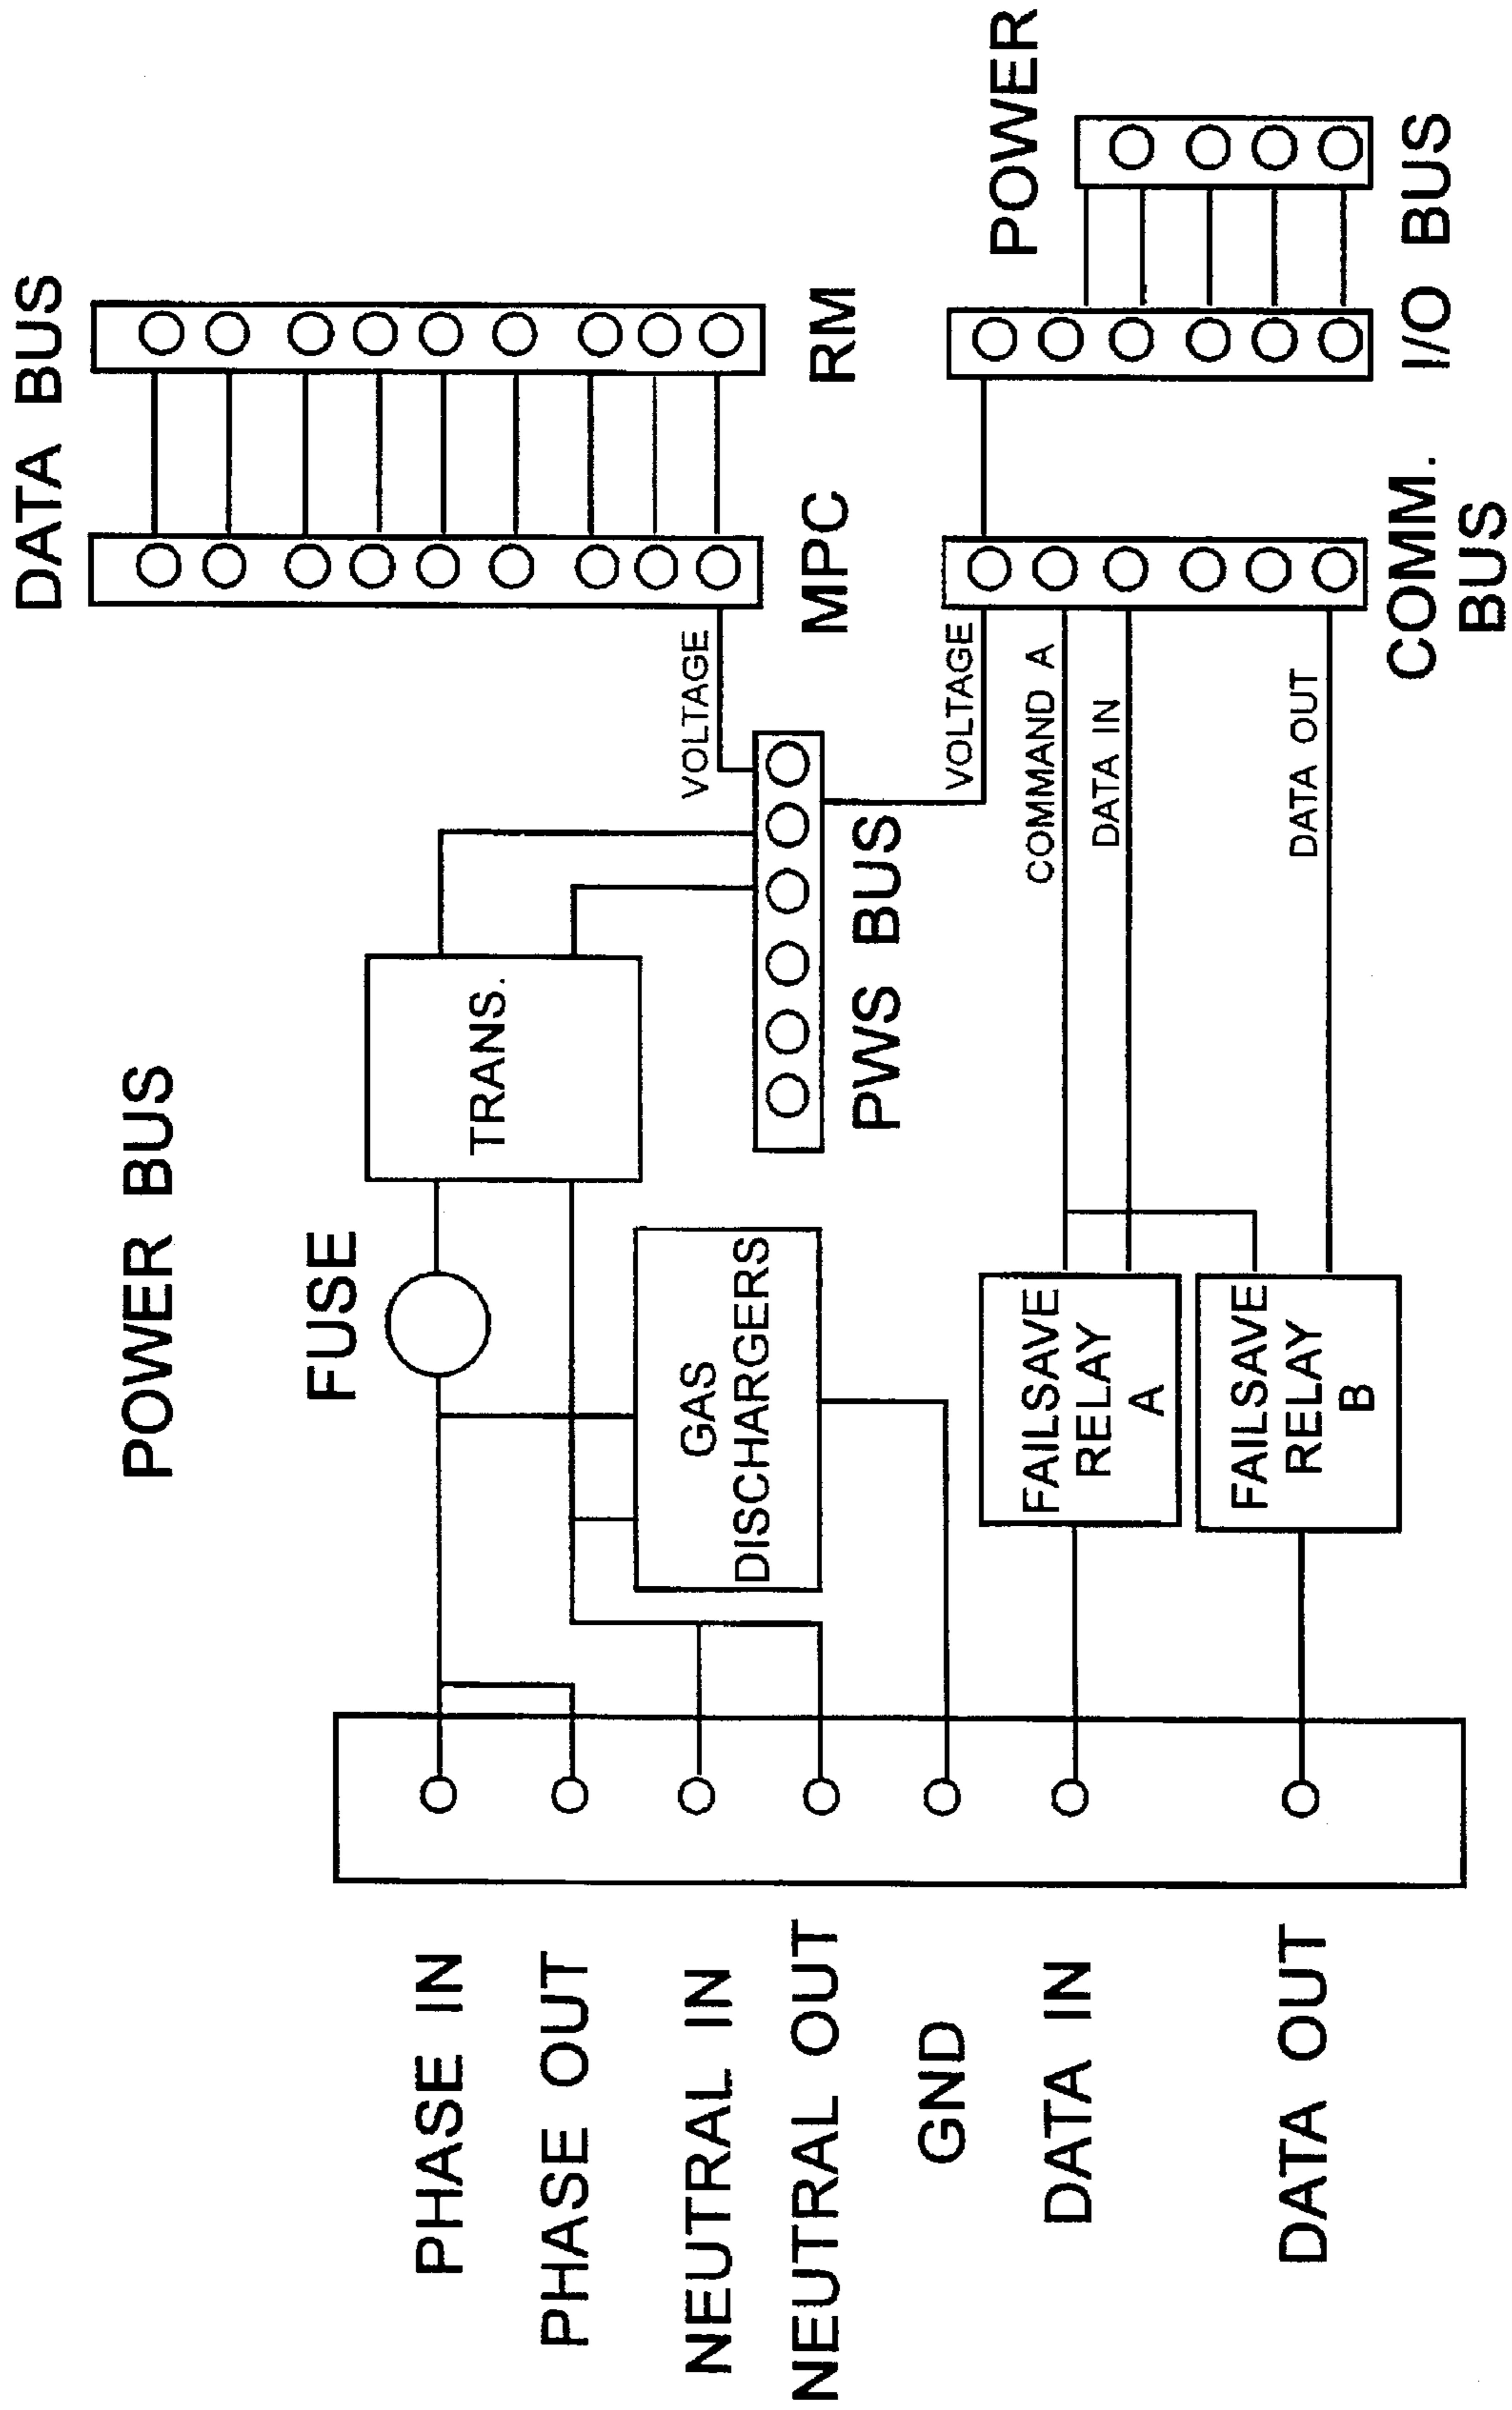 POWER BUS
DATA BUS
FUSE
TRANS.
VOLTAGE
MPC
RM
POWER
GAS
DISCHARGERS
PWS BUS
VOLTAGE
COMMAND A
DATA IN
DATA OUT
FAILSAVE
RELAY
A
FAILSAVE
RELAY
B
COMM.
BUS
I/O BUS
PHASE IN
PHASE OUT
NEUTRAL IN
NEUTRAL OUT
GND
DATA IN
DATA OUT